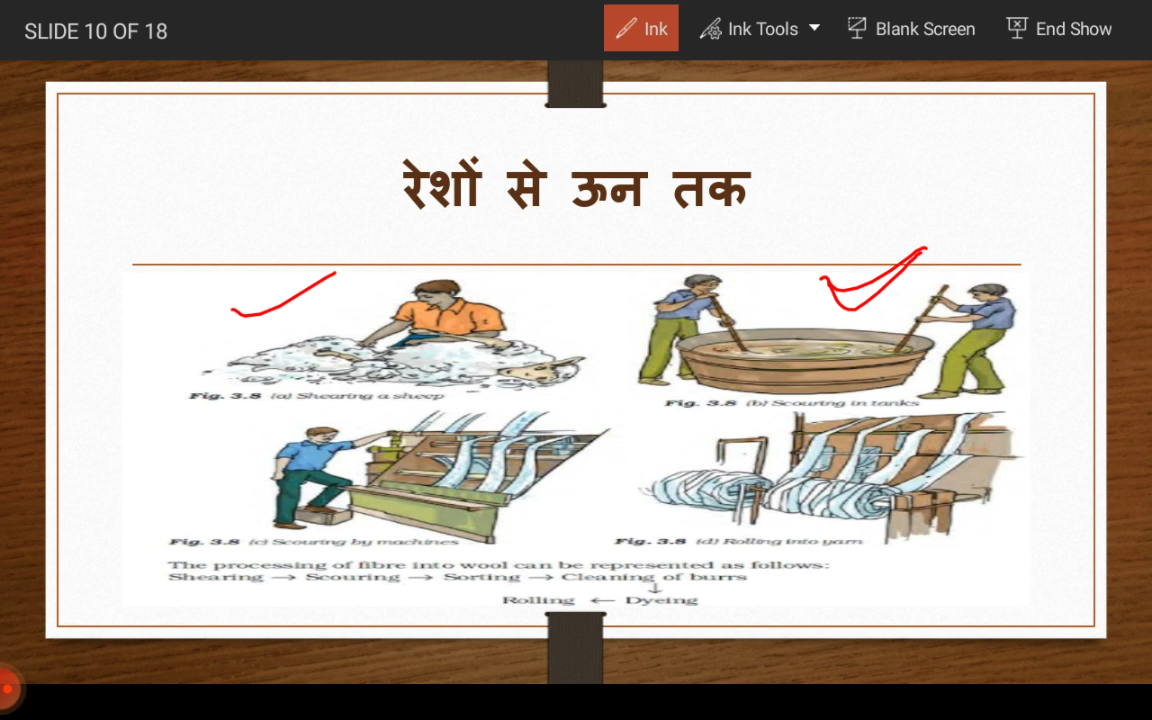 SLIDE 10 OF 18
Ink
Ink Tools
Blank Screen
End Show
रेशों से ऊन तक
Fig. 3.8 (a) Shearing a sheep
Fig. 3.8 (b) Scouring in tanks
Fig. 3.8 (c) Scouring by machines
Fig. 3.8 (d) Rolling into yarn
The processing of fibre into wool can be represented as follows:
Shearing → Scouring → Sorting → Cleaning of burrs
↓
Rolling ← Dyeing